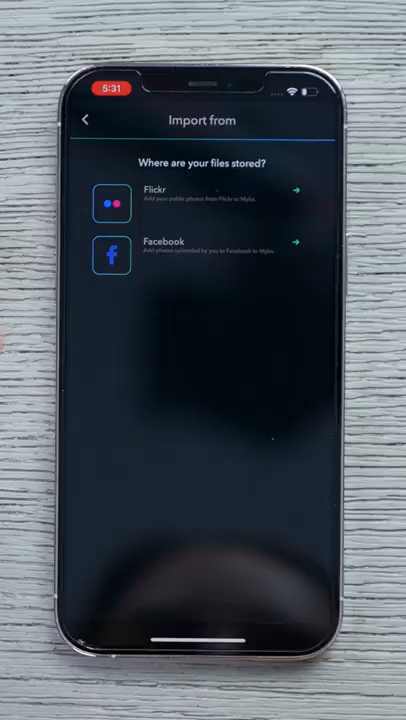 5:31
Import from
Where are your files stored?
Flickr
Add your public photos from Flickr to Mylio.
Facebook
Add photos uploaded by you to Facebook to Mylio.